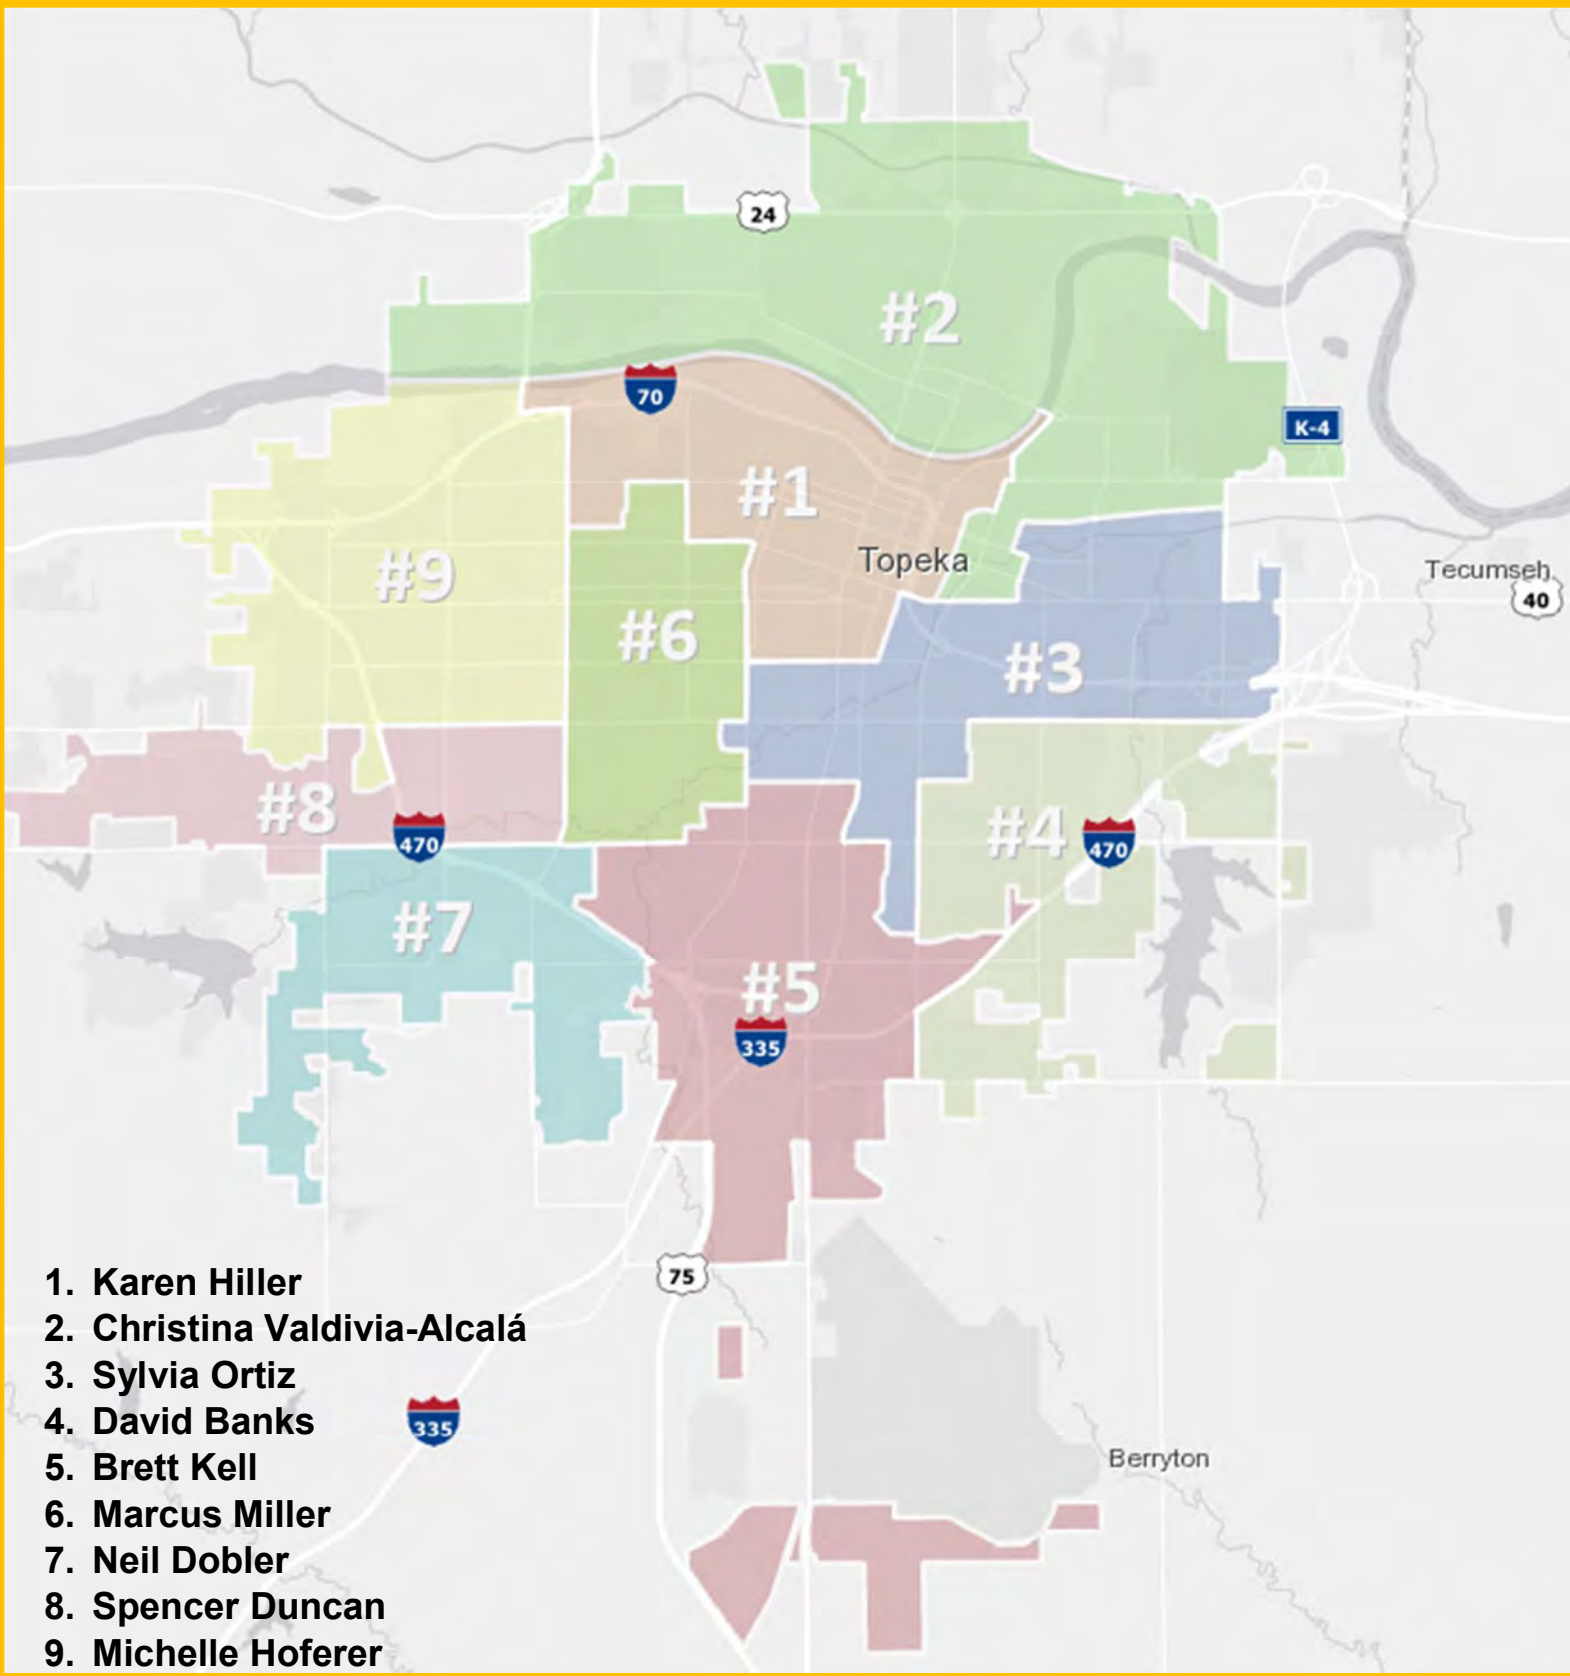 24
#2
70
K-4
#1
Topeka
#9
Tecumseh
40
#6
#3
#8
470
#4
470
#7
#5
335
75
335
Berryton
1. Karen Hiller
2. Christina Valdivia-Alcalá
3. Sylvia Ortiz
4. David Banks
5. Brett Kell
6. Marcus Miller
7. Neil Dobler
8. Spencer Duncan
9. Michelle Hoferer